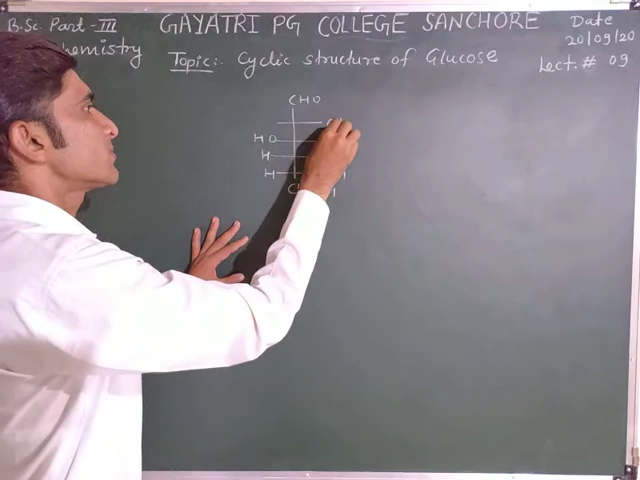 B.Sc. Part-III GAYATRI PG COLLEGE SANCHORE Date
20/09/20
hemistry Topic:- Cyclic structure of Glucose Lect.# 09
CHO
HO
H
H